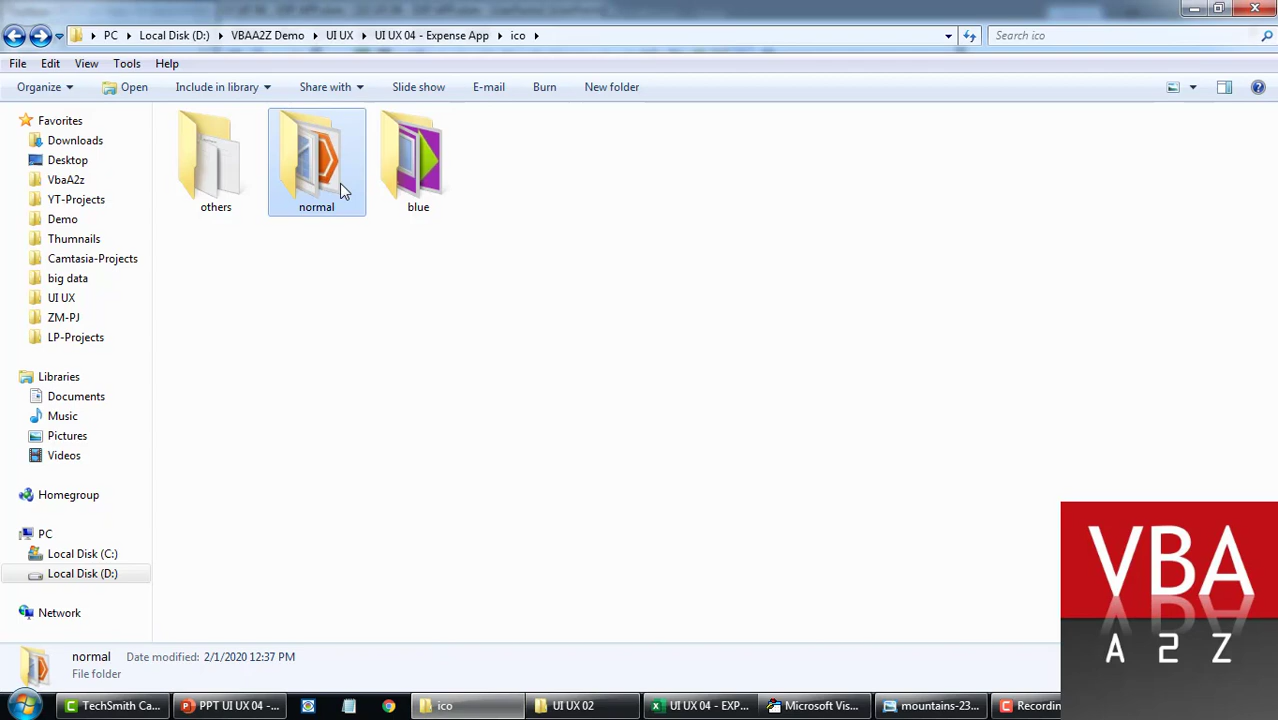 PC Local Disk (D:) VBAA2Z Demo UI UX UI UX 04 - Expense App ico Search ico
File Edit View Tools Help
Organize Open Include in library Share with Slide show E-mail Burn New folder
Favorites
Downloads
Desktop
VbaA2z
YT-Projects
Demo
Thumnails
Camtasia-Projects
big data
UI UX
ZM-PJ
LP-Projects
Libraries
Documents
Music
Pictures
Videos
Homegroup
PC
Local Disk (C:)
Local Disk (D:)
Network
others normal blue
normal Date modified: 2/1/2020 12:37 PM
File folder
VBA
A 2 Z
TechSmith Ca... PPT UI UX 04 -... ico UI UX 02 UI UX 04 - EXP... Microsoft Vis... mountains-23... Recording